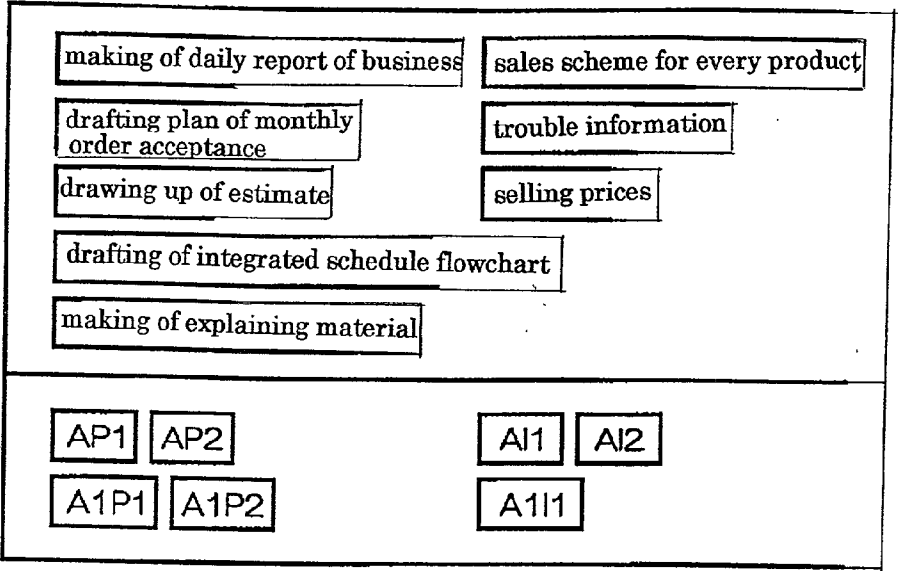 making of daily report of business
sales scheme for every product
drafting plan of monthly
order acceptance
trouble information
drawing up of estimate
selling prices
drafting of integrated schedule flowchart
making of explaining material
AP1 AP2 AI1 AI2
A1P1 A1P2 A1I1